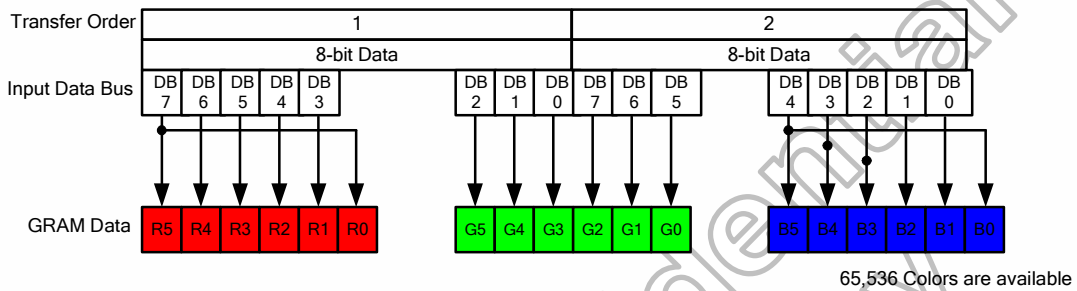 Transfer Order 1 2
8-bit Data 8-bit Data
Input Data Bus DB 7 DB 6 DB 5 DB 4 DB 3 DB 2 DB 1 DB 0 DB 7 DB 6 DB 5 DB 4 DB 3 DB 2 DB 1 DB 0
GRAM Data R5 R4 R3 R2 R1 R0 G5 G4 G3 G2 G1 G0 B5 B4 B3 B2 B1 B0
65,536 Colors are available